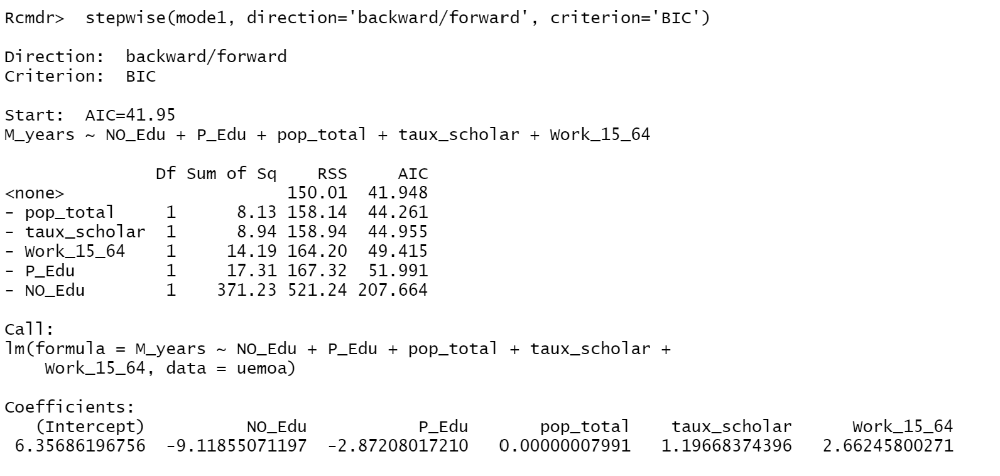 Rcmdr>  stepwise(mode1, direction='backward/forward', criterion='BIC')
Direction:  backward/forward
Criterion:  BIC
Start:  AIC=41.95
M_years ~ NO_Edu + P_Edu + pop_total + taux_scholar + Work_15_64
Df Sum of Sq    RSS     AIC
<none>                      150.01  41.948
- pop_total     1      8.13 158.14  44.261
- taux_scholar  1      8.94 158.94  44.955
- Work_15_64    1     14.19 164.20  49.415
- P_Edu         1     17.31 167.32  51.991
- NO_Edu        1    371.23 521.24 207.664
Call:
lm(formula = M_years ~ NO_Edu + P_Edu + pop_total + taux_scholar +
Work_15_64, data = uemoa)
Coefficients:
(Intercept)          NO_Edu           P_Edu       pop_total    taux_scholar      Work_15_64
6.35686196756  -9.11855071197  -2.87208017210   0.00000007991   1.19668374396   2.66245800271